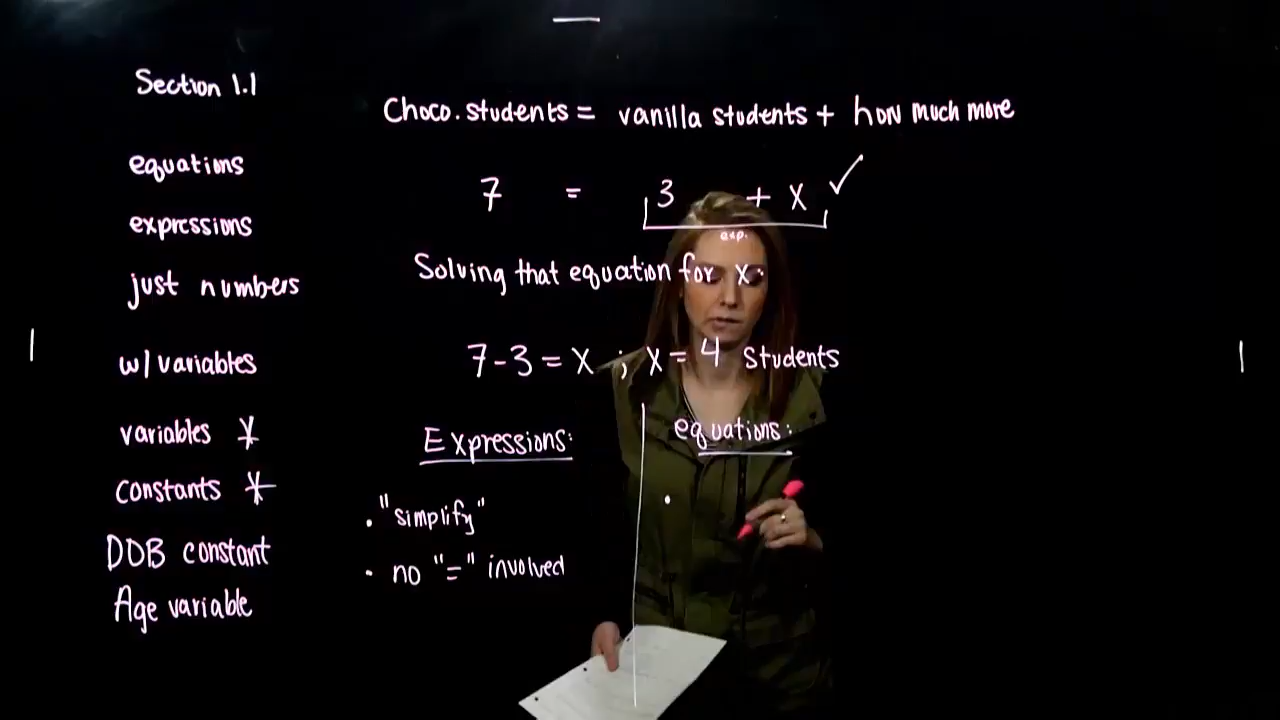 Section 1.1
equations
expressions
just numbers
w/ variables
variables
constants
DOB constant
Age variable
Choco. students = vanilla students + how much more
7 = 3 + x ✓
exp.
Solving that equation for x.
7-3 = x ; x = 4 students
Expressions:
• "simplify"
• no "=" involved
equations:
•